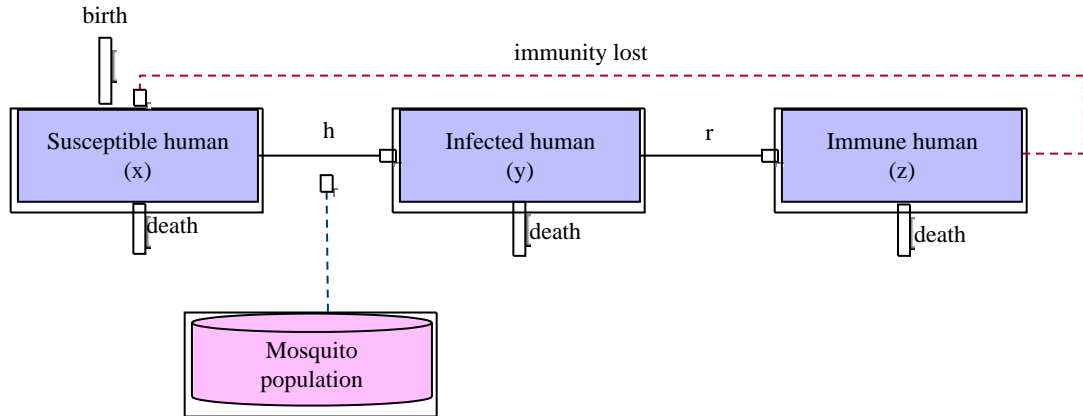 birth
immunity lost
Susceptible human
(x)
h
Infected human
(y)
r
Immune human
(z)
death
death
death
Mosquito
population